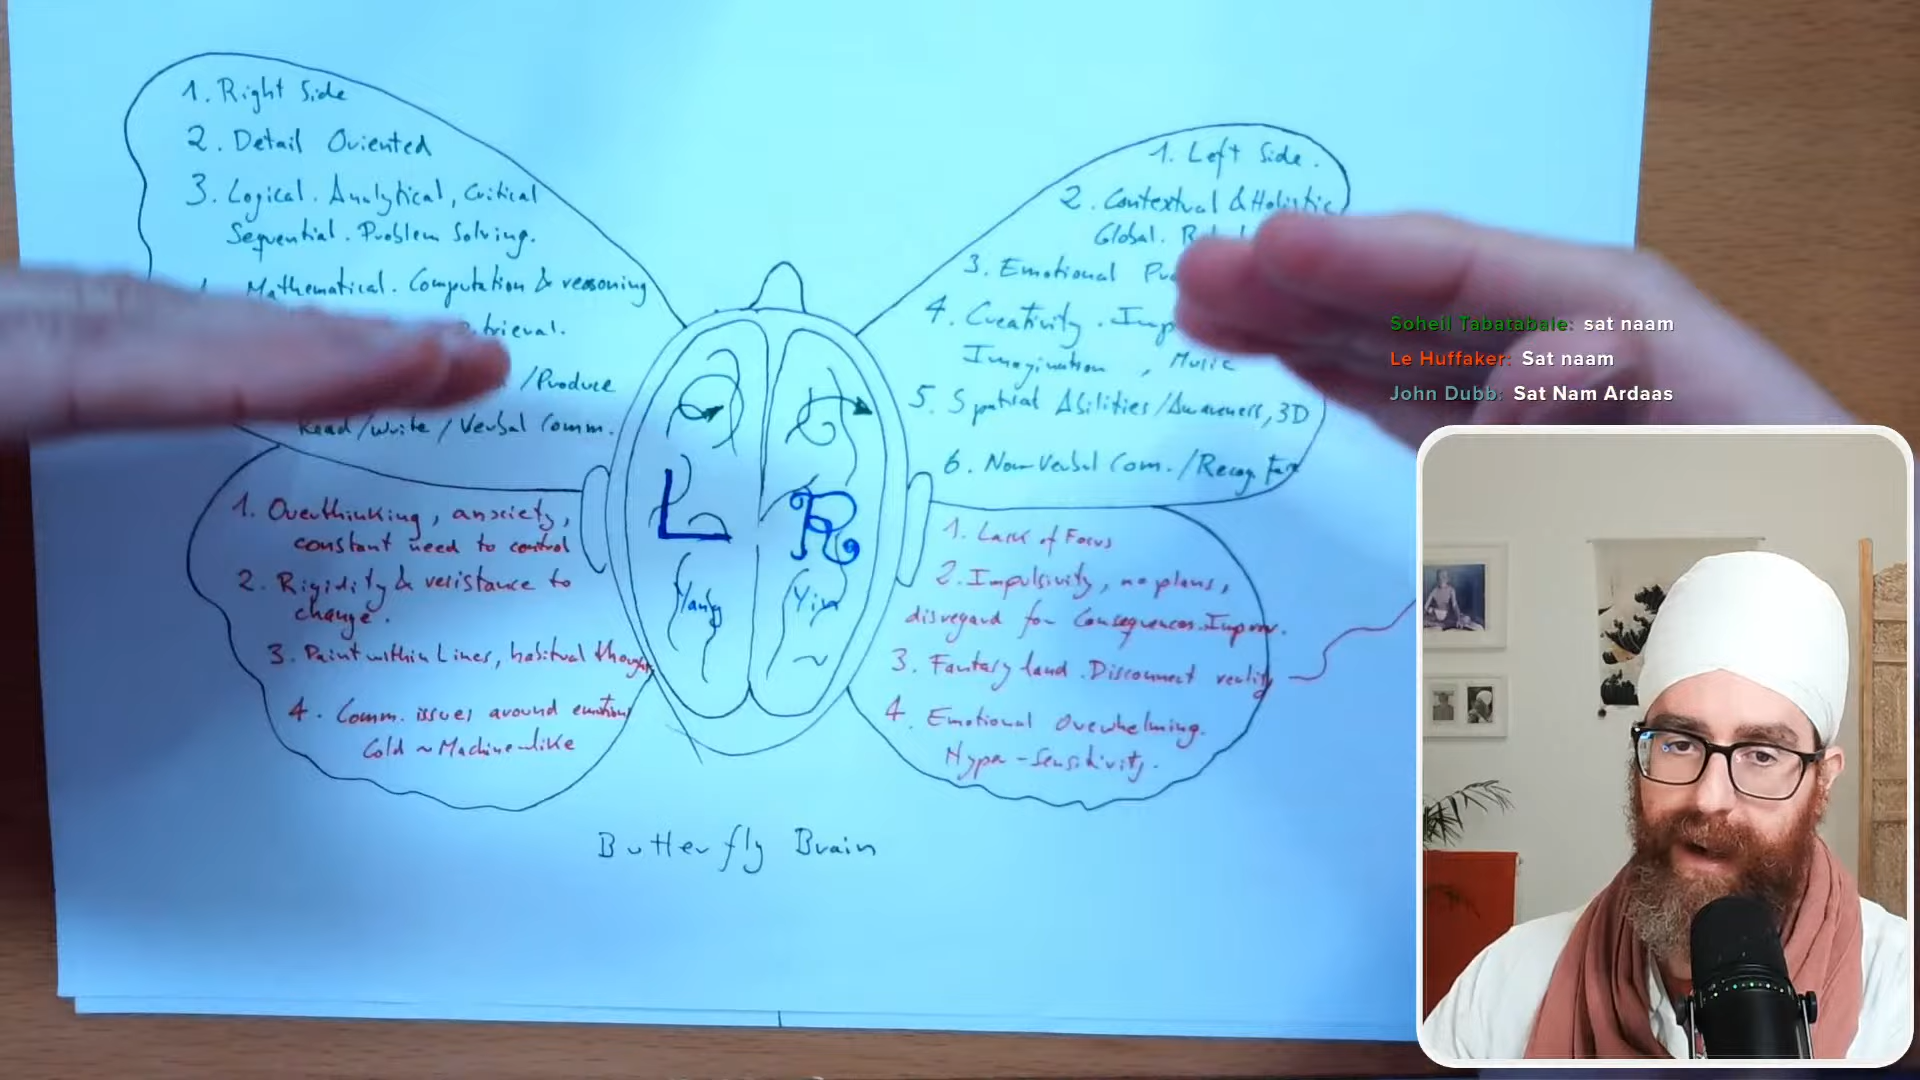 1. Right Side
2. Detail Oriented
3. Logical. Analytical, Critical
Sequential. Problem Solving.
Mathematical. Computation & reasoning
trieval.
/Produce
Read/write / Verbal Comm.
1. Left Side.
2. Contextual & Holistic
Global.
3. Emotional
4. Creativity.
Imagination, Music
5. Spatial Abilities/Awareness, 3D
6. Non-Verbal Com. /Recog.
1. Overthinking, anxiety,
constant need to control
2. Rigidity & resistance to
change.
3. Paint within Lines, habitual
4. Comm. issues around emotions
Cold ~ Machine-like
1. Lack of Focus
2. Impulsivity, no plans,
disregard for Consequences. Improv.
3. Fantasy land. Disconnect reality
4. Emotional Overwhelming.
Hyper-Sensitivity.
L
R
Yang
Yin
Butterfly Brain
Soheil Tabatabaie: sat naam
Le Huffaker: Sat naam
John Dubb: Sat Nam Ardaas